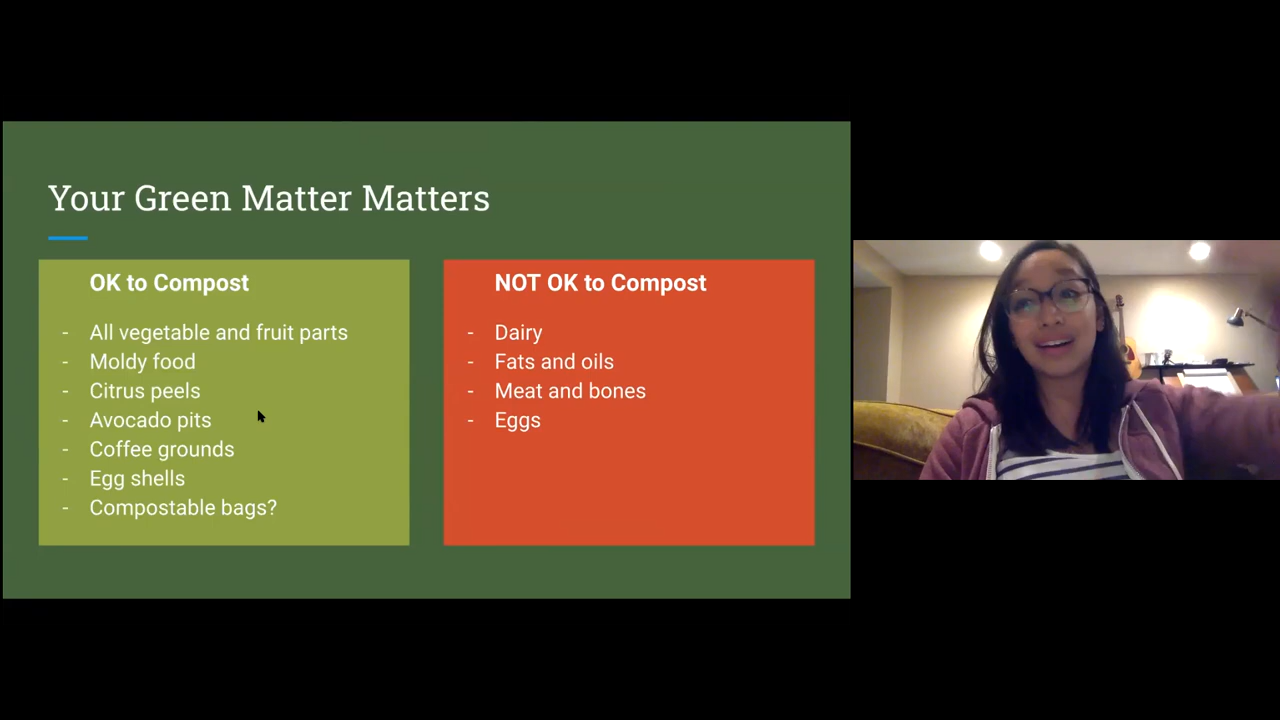 Your Green Matter Matters
OK to Compost
- All vegetable and fruit parts
- Moldy food
- Citrus peels
- Avocado pits
- Coffee grounds
- Egg shells
- Compostable bags?
NOT OK to Compost
- Dairy
- Fats and oils
- Meat and bones
- Eggs